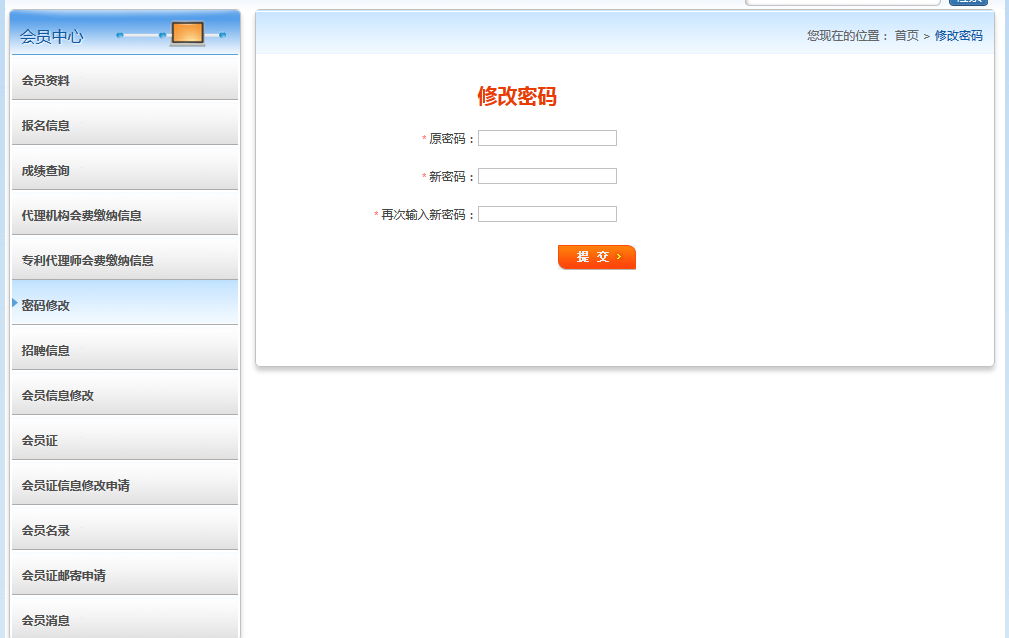 会员中心
会员资料
报名信息
成绩查询
代理机构会费缴纳信息
专利代理师会费缴纳信息
密码修改
招聘信息
会员信息修改
会员证
会员证信息修改申请
会员名录
会员证邮寄申请
会员消息
您现在的位置： 首页 > 修改密码
修改密码
*原密码：
*新密码：
*再次输入新密码：
提 交 ›